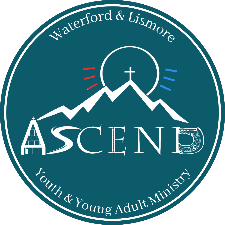 Waterford & Lismore
ASCEND
Youth & Young Adult Ministry